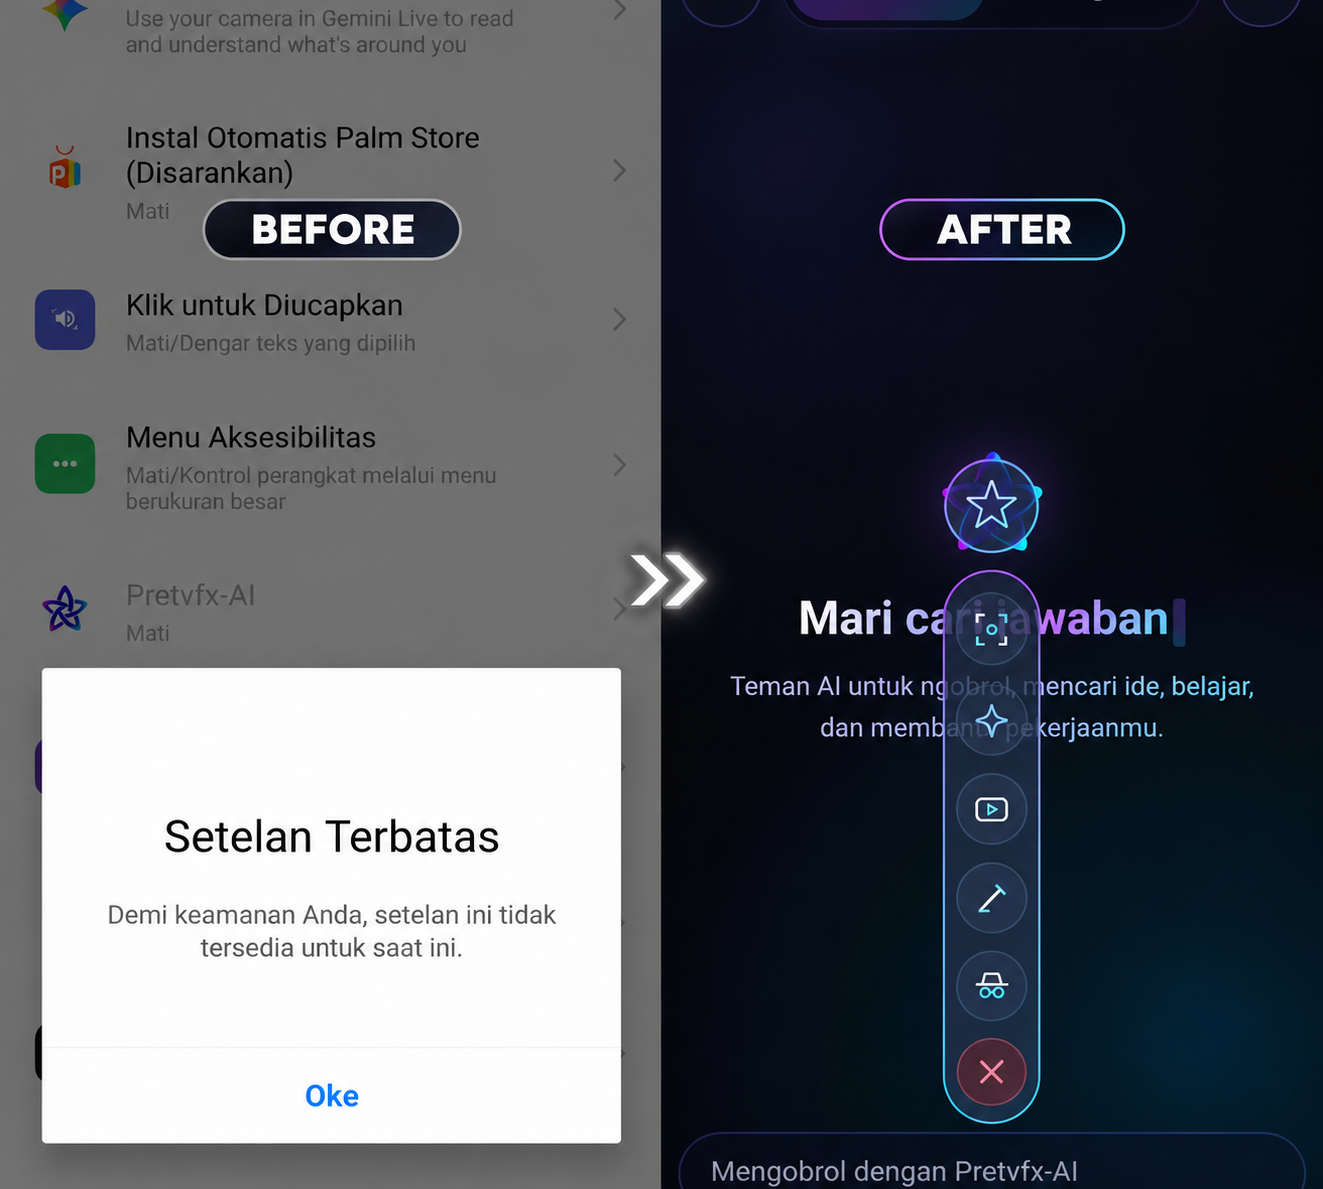 Use your camera in Gemini Live to read
and understand what's around you
Instal Otomatis Palm Store
(Disarankan)
Mati
BEFORE
Klik untuk Diucapkan
Mati/Dengar teks yang dipilih
Menu Aksesibilitas
Mati/Kontrol perangkat melalui menu
berukuran besar
Pretvfx-AI
Mati
Setelan Terbatas
Demi keamanan Anda, setelan ini tidak
tersedia untuk saat ini.
Oke
AFTER
Mari cari jawaban
Teman AI untuk ngobrol, mencari ide, belajar,
dan membantu pekerjaanmu.
Mengobrol dengan Pretvfx-AI